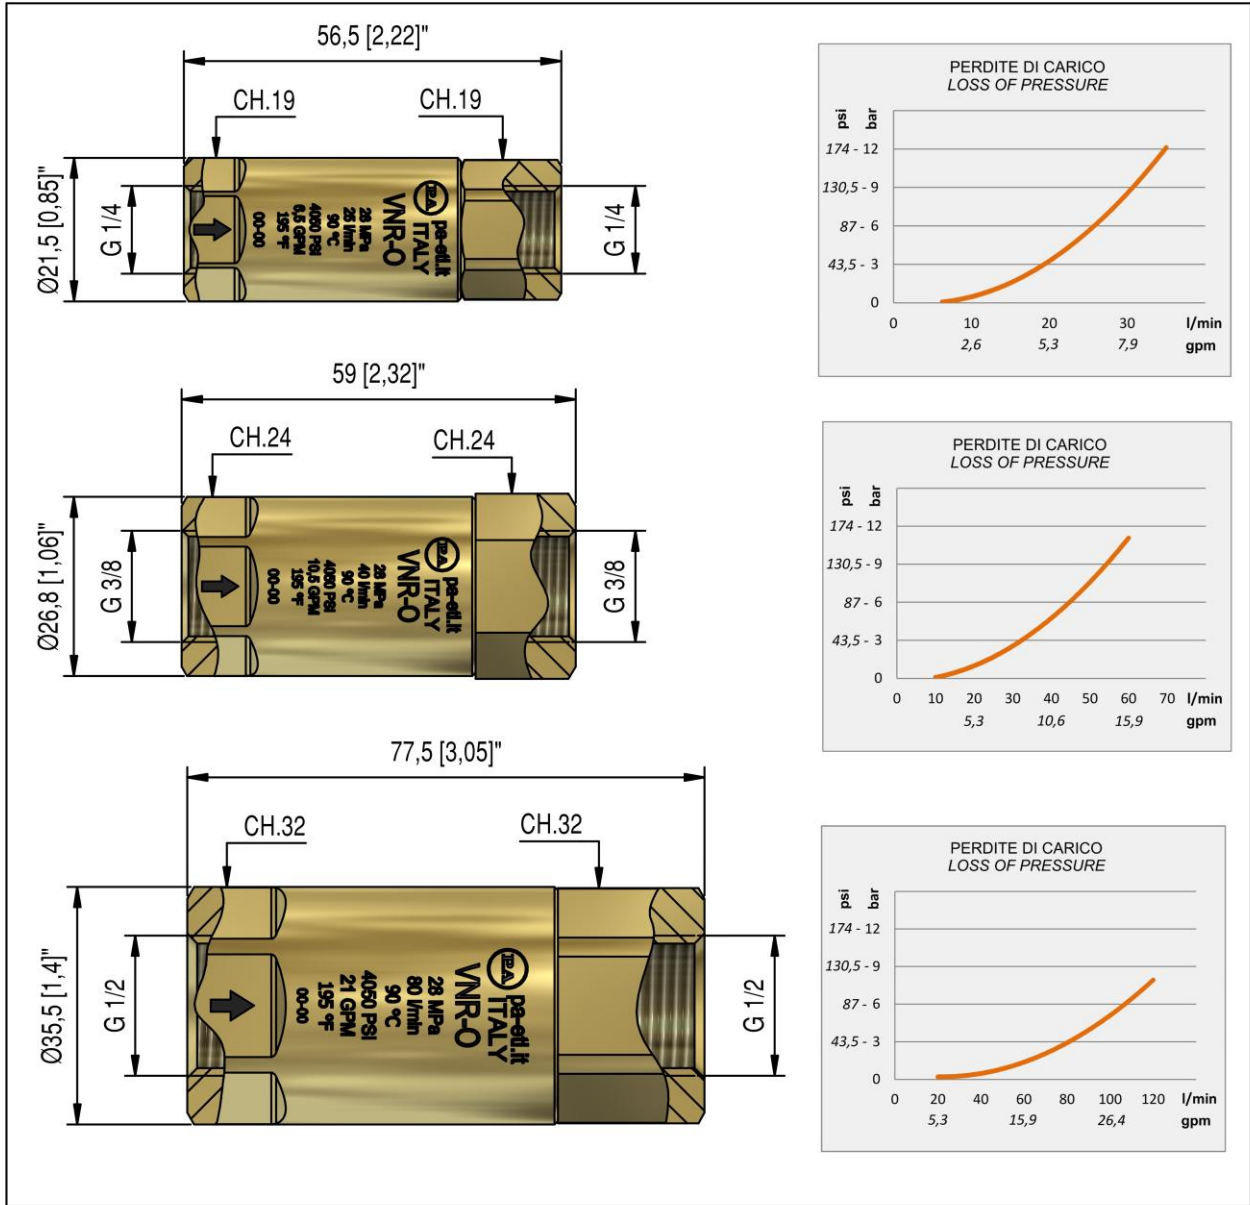 56,5 [2,22]"
CH.19
CH.19
Ø21,5 [0,85]"
G 1/4
G 1/4
PA
pa-etl.it
ITALY
VNR-O
28 MPa
25 l/min
90 °C
4050 PSI
6,5 GPM
195 °F
00-00
PERDITE DI CARICO
LOSS OF PRESSURE
psi bar
174 - 12
130,5 - 9
87 - 6
43,5 - 3
0
0 10 20 30 l/min
2,6 5,3 7,9 gpm
59 [2,32]"
CH.24
CH.24
Ø26,8 [1,06]"
G 3/8
G 3/8
PA
pa-etl.it
ITALY
VNR-O
28 MPa
40 l/min
90 °C
4050 PSI
10,5 GPM
195 °F
00-00
PERDITE DI CARICO
LOSS OF PRESSURE
psi bar
174 - 12
130,5 - 9
87 - 6
43,5 - 3
0
0 10 20 30 40 50 60 70 l/min
5,3 10,6 15,9 gpm
77,5 [3,05]"
CH.32
CH.32
Ø35,5 [1,4]"
G 1/2
G 1/2
PA
pa-etl.it
ITALY
VNR-O
28 MPa
80 l/min
90 °C
4050 PSI
21 GPM
195 °F
00-00
PERDITE DI CARICO
LOSS OF PRESSURE
psi bar
174 - 12
130,5 - 9
87 - 6
43,5 - 3
0
0 20 40 60 80 100 120 l/min
5,3 15,9 26,4 gpm